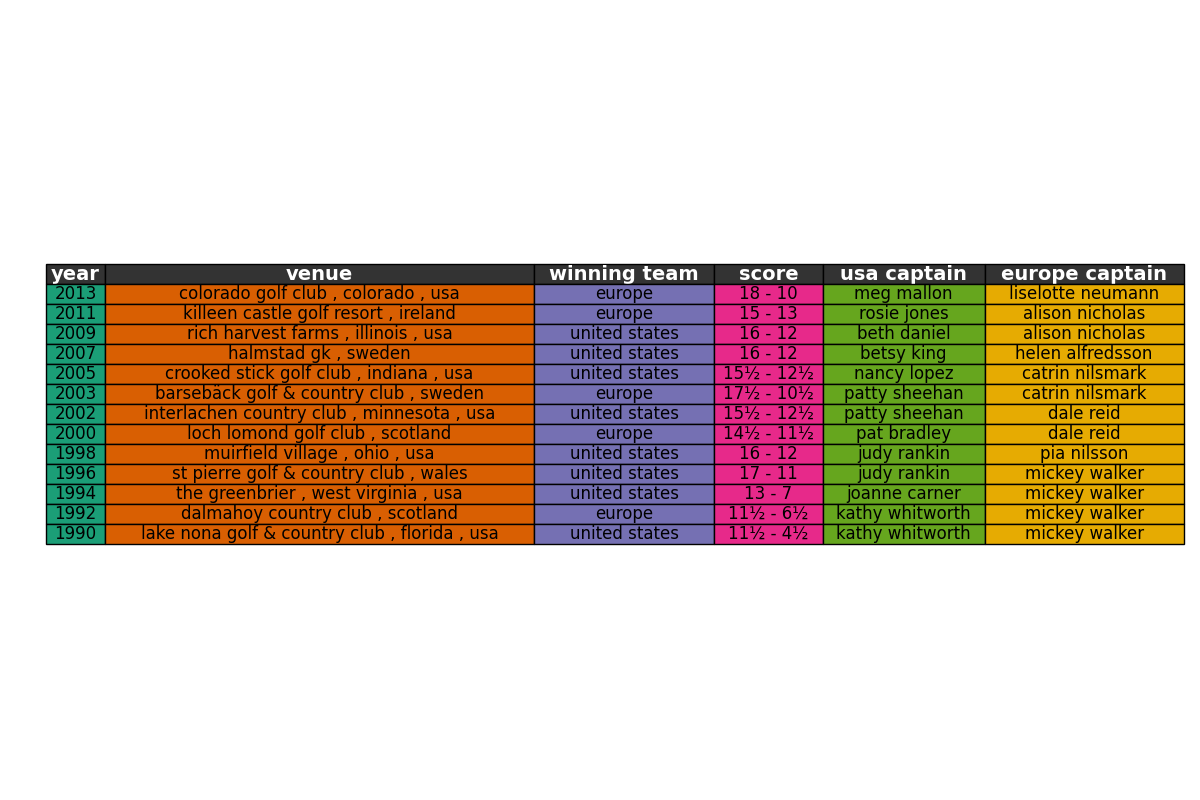 year venue winning team score usa captain europe captain
2013 colorado golf club , colorado , usa europe 18 - 10 meg mallon liselotte neumann
2011 killeen castle golf resort , ireland europe 15 - 13 rosie jones alison nicholas
2009 rich harvest farms , illinois , usa united states 16 - 12 beth daniel alison nicholas
2007 halmstad gk , sweden united states 16 - 12 betsy king helen alfredsson
2005 crooked stick golf club , indiana , usa united states 15½ - 12½ nancy lopez catrin nilsmark
2003 barsebäck golf & country club , sweden europe 17½ - 10½ patty sheehan catrin nilsmark
2002 interlachen country club , minnesota , usa united states 15½ - 12½ patty sheehan dale reid
2000 loch lomond golf club , scotland europe 14½ - 11½ pat bradley dale reid
1998 muirfield village , ohio , usa united states 16 - 12 judy rankin pia nilsson
1996 st pierre golf & country club , wales united states 17 - 11 judy rankin mickey walker
1994 the greenbrier , west virginia , usa united states 13 - 7 joanne carner mickey walker
1992 dalmahoy country club , scotland europe 11½ - 6½ kathy whitworth mickey walker
1990 lake nona golf & country club , florida , usa united states 11½ - 4½ kathy whitworth mickey walker